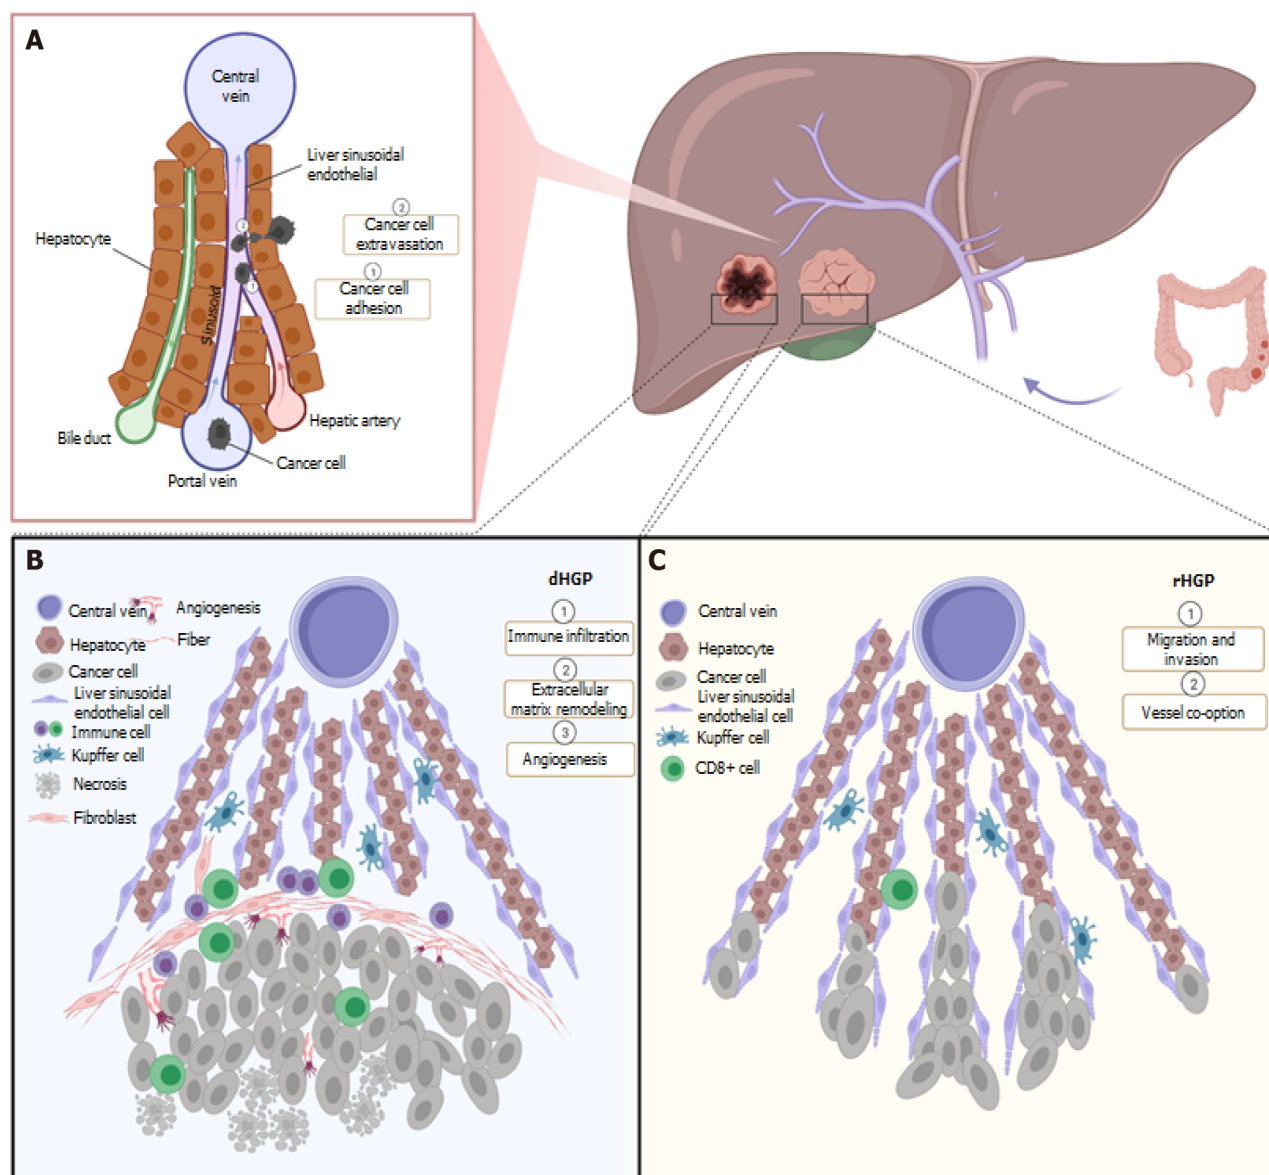 A
Central
vein
Liver sinusoidal
endothelial
2
Cancer cell
extravasation
Hepatocyte
2
1
Cancer cell
adhesion
1
Sinusoid
Hepatic artery
Bile duct
Cancer cell
Portal vein
B
dHGP
Central vein
Angiogenesis
Hepatocyte
Fiber
Cancer cell
Liver sinusoidal
endothelial cell
Immune cell
Kupffer cell
Necrosis
Fibroblast
1
Immune infiltration
2
Extracellular
matrix remodeling
3
Angiogenesis
C
rHGP
Central vein
Hepatocyte
Cancer cell
Liver sinusoidal
endothelial cell
Kupffer cell
CD8+ cell
1
Migration and
invasion
2
Vessel co-option